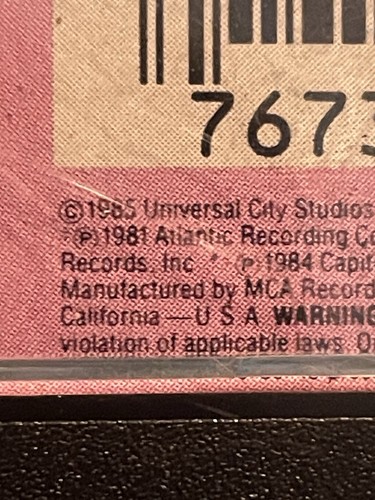 7673
©1985 Universal City Studios
*℗1981 Atlantic Recording Co
Records, Inc * ℗1984 Capit
Manufactured by MCA Record
California — U S A WARNING
violation of applicable laws O